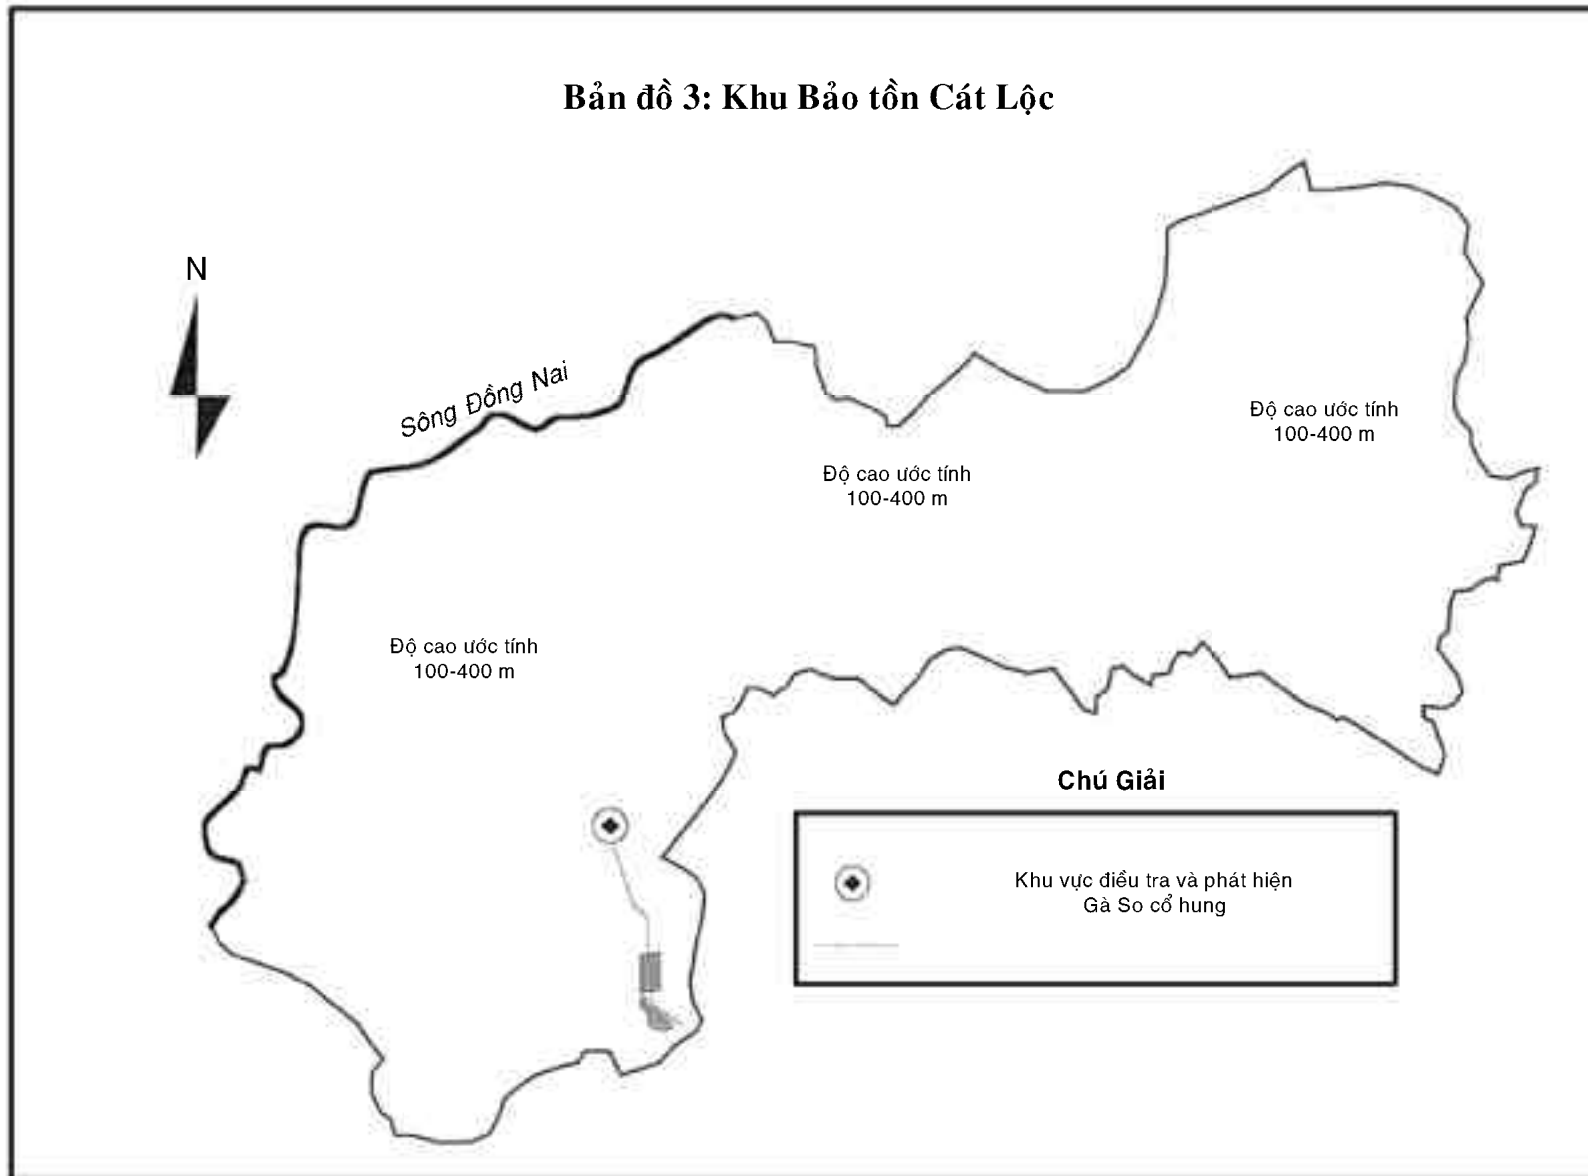 Bản đồ 3: Khu Bảo tồn Cát Lộc
N
Sông Đồng Nai
Độ cao ước tính
100-400 m
Độ cao ước tính
100-400 m
Độ cao ước tính
100-400 m
Chú Giải
Khu vực điều tra và phát hiện
Gà So cổ hung